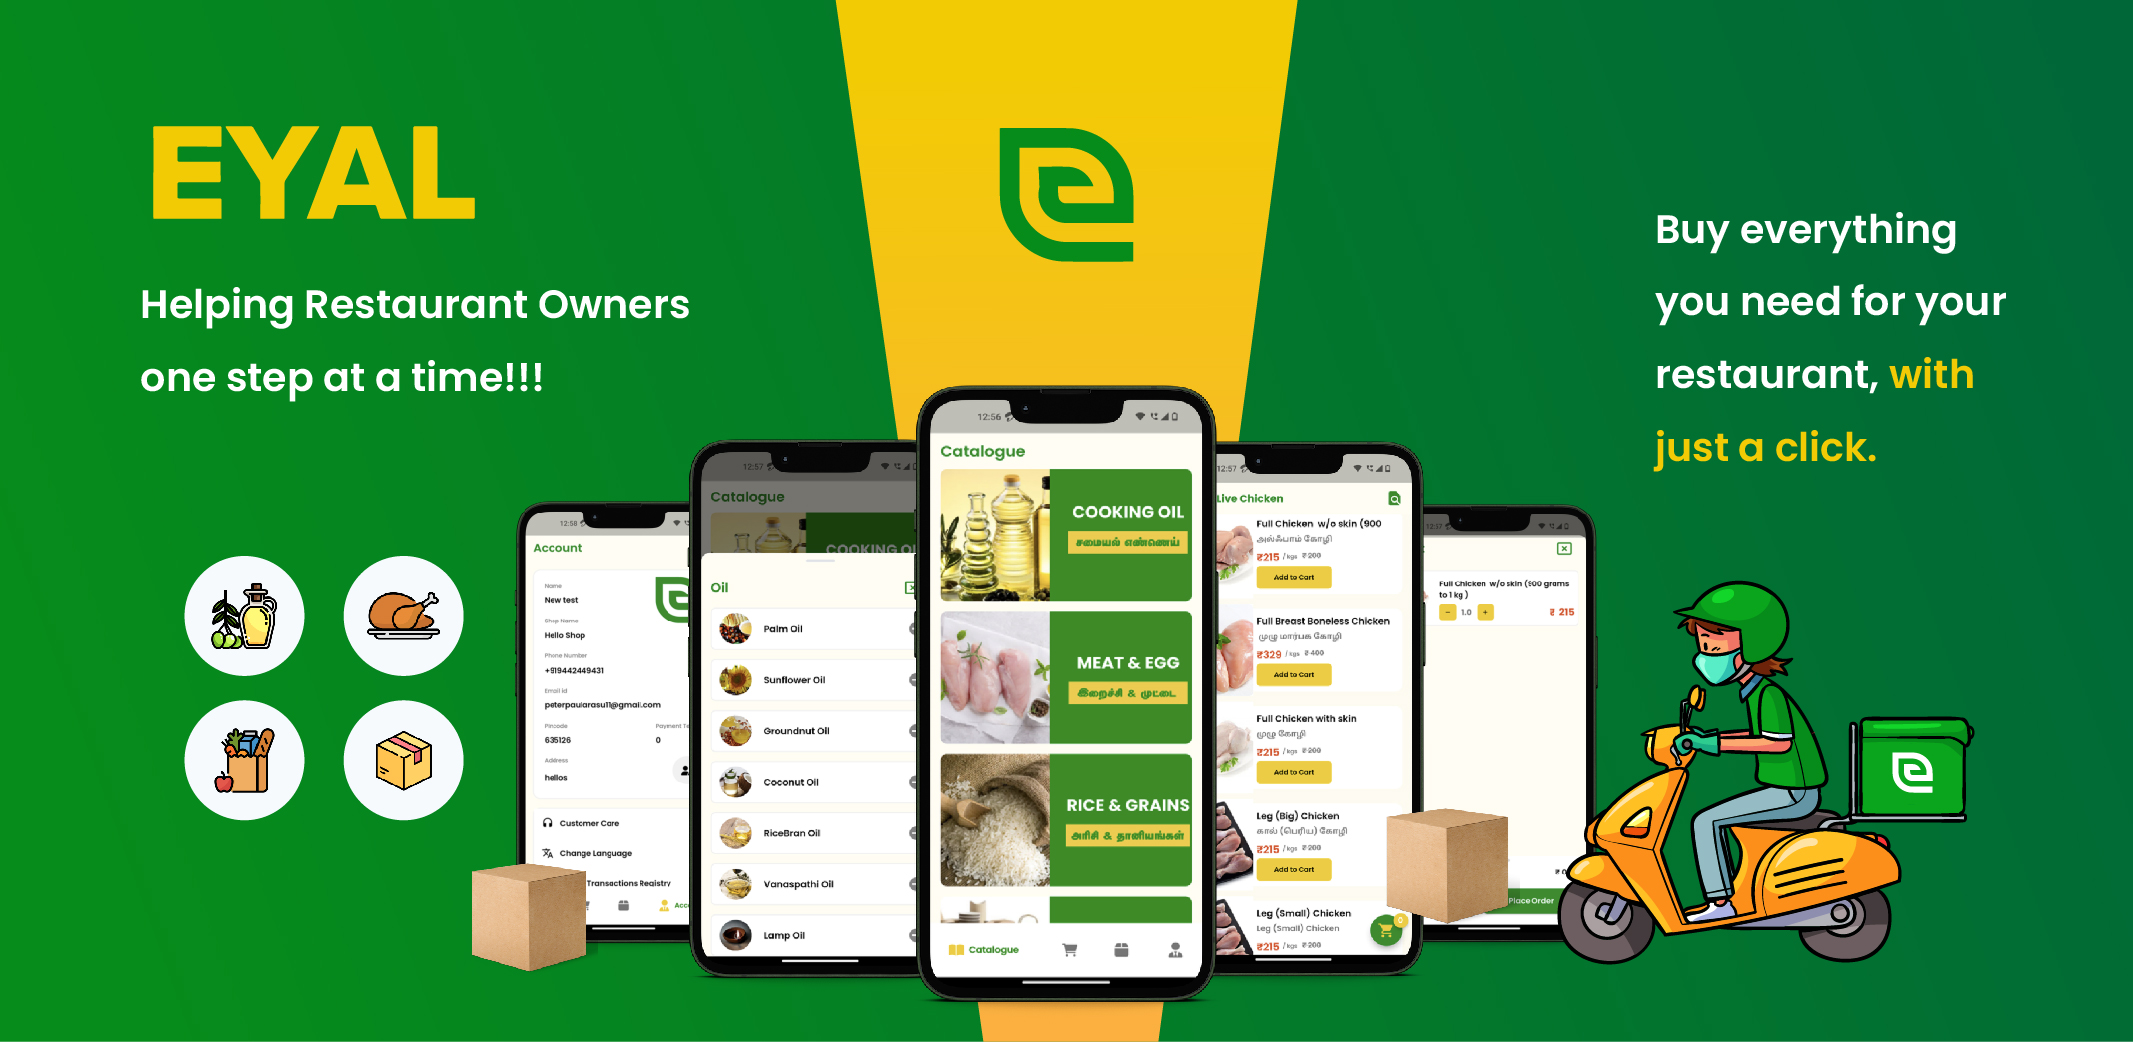 EYAL
Helping Restaurant Owners
one step at a time!!!
Buy everything
you need for your
restaurant, with
just a click.
12:58
Account
Name
New test
Shop Name
Hello Shop
Phone Number
+919442449431
Email id
peterpaularasu11@gmail.com
Pincode
635126
Payment
0
Address
hellos
Customer Care
Change Language
Transactions Registry
12:57
Catalogue
COOKING
Oil
Palm Oil
Sunflower Oil
Groundnut Oil
Coconut Oil
RiceBran Oil
Vanaspathi Oil
Lamp Oil
12:56
Catalogue
COOKING OIL
சமையல் எண்ணெய்
MEAT & EGG
இறைச்சி & முட்டை
RICE & GRAINS
அரிசி & தானியங்கள்
Catalogue
12:57
Live Chicken
Full Chicken w/o skin (900
அல்ஃபாம் கோழி
₹215 / kgs ₹ 200
Add to Cart
Full Breast Boneless Chicken
முழு மார்பக கோழி
₹329 / kgs ₹ 400
Add to Cart
Full Chicken with skin
முழு கோழி
₹215 / kgs ₹ 200
Add to Cart
Leg (Big) Chicken
கால் (பெரிய) கோழி
₹215 / kgs ₹ 200
Add to Cart
Leg (Small) Chicken
Leg (Small) Chicken
₹215 / kgs ₹ 200
0
12:57
Full Chicken w/o skin (900 grams
to 1 kg )
- 1.0 +
₹ 215
Place Order